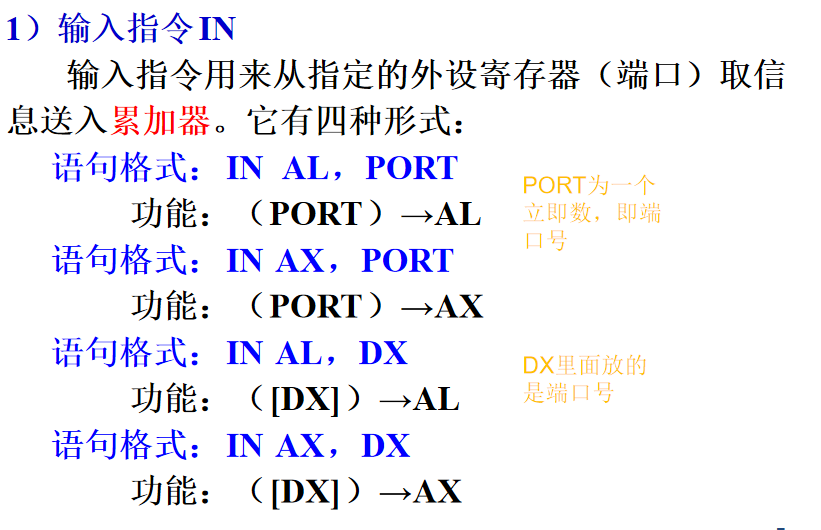 1）输入指令IN
输入指令用来从指定的外设寄存器（端口）取信
息送入累加器。它有四种形式：
语句格式：IN AL，PORT
功能：（PORT）→AL
PORT为一个
立即数，即端
口号
语句格式：IN AX，PORT
功能：（PORT）→AX
语句格式：IN AL，DX
功能：（[DX]）→AL
DX里面放的
是端口号
语句格式：IN AX，DX
功能：（[DX]）→AX